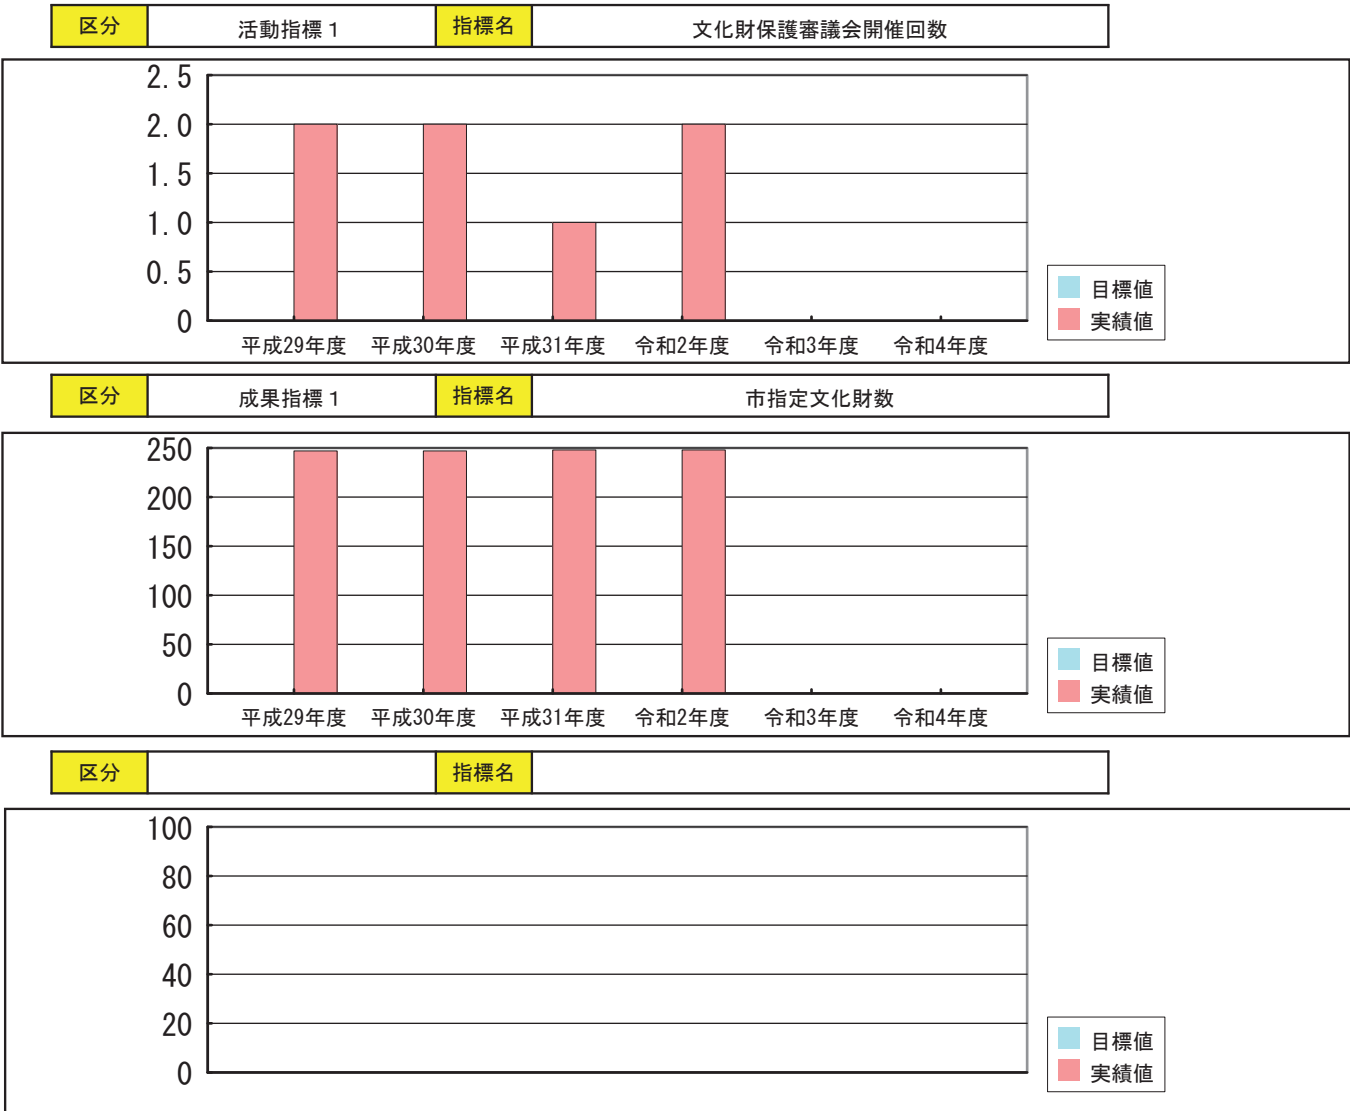 区分 活動指標１ 指標名 文化財保護審議会開催回数
2.5
2.0
1.5
1.0
0.5
0
平成29年度 平成30年度 平成31年度 令和2年度 令和3年度 令和4年度
目標値
実績値
区分 成果指標１ 指標名 市指定文化財数
250
200
150
100
50
0
平成29年度 平成30年度 平成31年度 令和2年度 令和3年度 令和4年度
目標値
実績値
区分 指標名
100
80
60
40
20
0
目標値
実績値